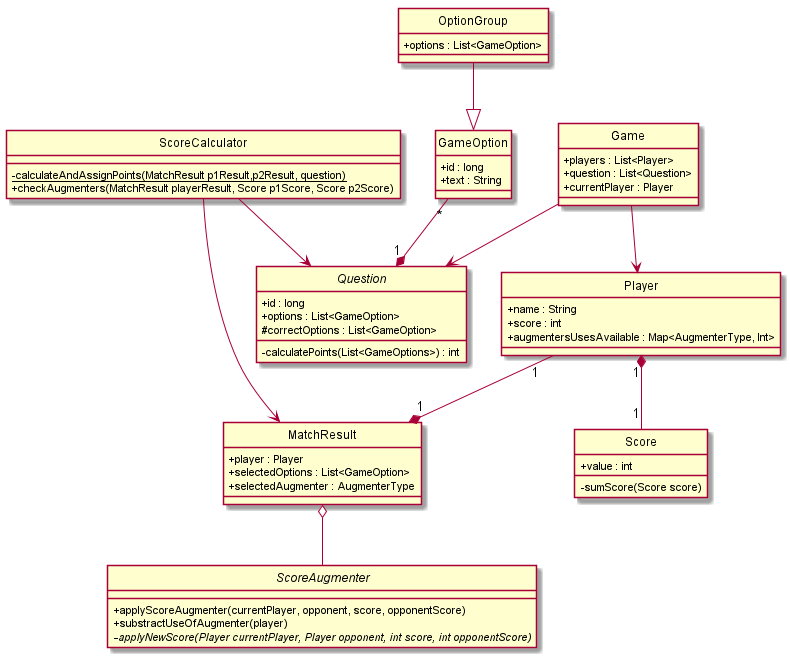 OptionGroup
+options : List<GameOption>
ScoreCalculator
-calculateAndAssignPoints(MatchResult p1Result,p2Result, question)
+checkAugmenters(MatchResult playerResult, Score p1Score, Score p2Score)
GameOption
+id : long
+text : String
Game
+players : List<Player>
+question : List<Question>
+currentPlayer : Player
*
1
Question
+id : long
+options : List<GameOption>
#correctOptions : List<GameOption>
-calculatePoints(List<GameOptions>) : int
Player
+name : String
+score : int
+augmentersUsesAvailable : Map<AugmenterType, Int>
1
1
1
1
MatchResult
+player : Player
+selectedOptions : List<GameOption>
+selectedAugmenter : AugmenterType
Score
+value : int
-sumScore(Score score)
ScoreAugmenter
+applyScoreAugmenter(currentPlayer, opponent, score, opponentScore)
+substractUseOfAugmenter(player)
-applyNewScore(Player currentPlayer, Player opponent, int score, int opponentScore)